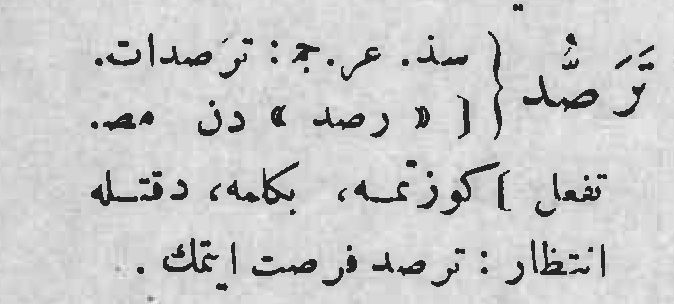 تَرَصُّد { سذ. عر. ج : ترصدات.
[ « رصد » دن مص.
تفعل ] كوزتمه، بكلمه، دقتله
انتظار : ترصد فرصت ايتمك .